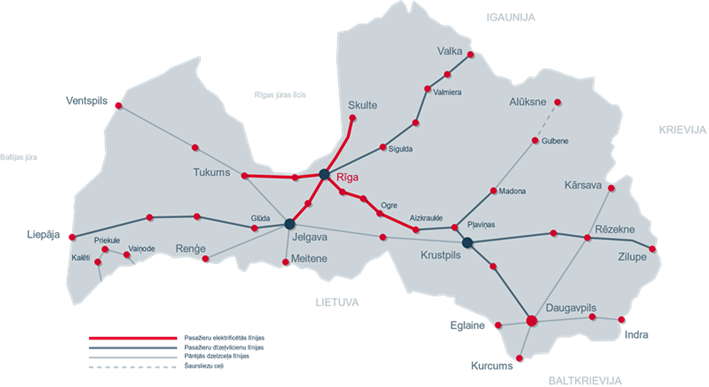 IGAUNIJA
Valka
Ventspils
Rīgas jūras līcis
Valmiera
Skulte
Alūksne
KRIEVIJA
Gulbene
Sigulda
Baltijas jūra
Tukums
Rīga
Kārsava
Madona
Ogre
Glūda
Aizkraukle
Pļaviņas
Liepāja
Jelgava
Rēzekne
Priekule
Vaiņode
Renģe
Meitene
Krustpils
Zilupe
Kalēti
LIETUVA
Daugavpils
Eglaine
Indra
Kurcums
BALTKRIEVIJA
Pasažieru elektrificētās līnijas
Pasažieru dīzeļvilcienu līnijas
Pārējās dzelzceļa līnijas
Šaursliežu ceļi